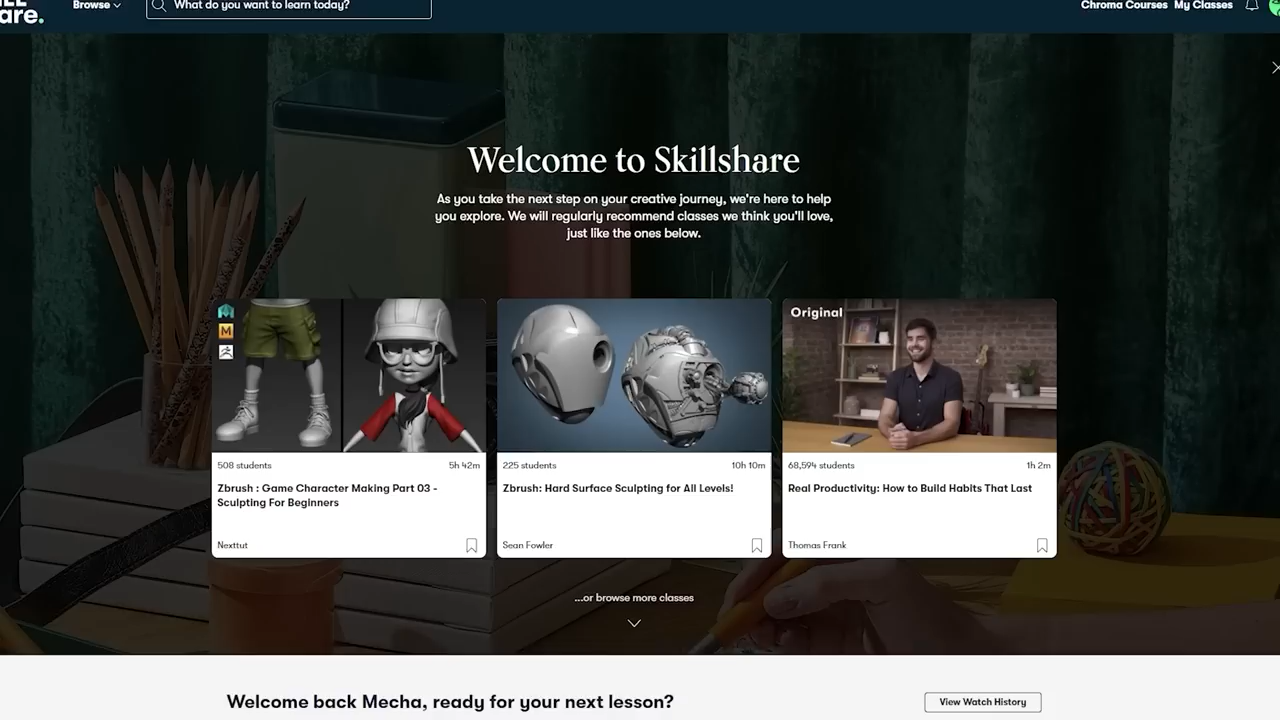 are.
Browse
What do you want to learn today?
Chroma Courses
My Classes
Welcome to Skillshare
As you take the next step on your creative journey, we're here to help
you explore. We will regularly recommend classes we think you'll love,
just like the ones below.
M
508 students
5h 42m
Zbrush : Game Character Making Part 03 -
Sculpting For Beginners
Nexttut
225 students
10h 10m
Zbrush: Hard Surface Sculpting for All Levels!
Sean Fowler
Original
68,594 students
1h 2m
Real Productivity: How to Build Habits That Last
Thomas Frank
...or browse more classes
Welcome back Mecha, ready for your next lesson?
View Watch History